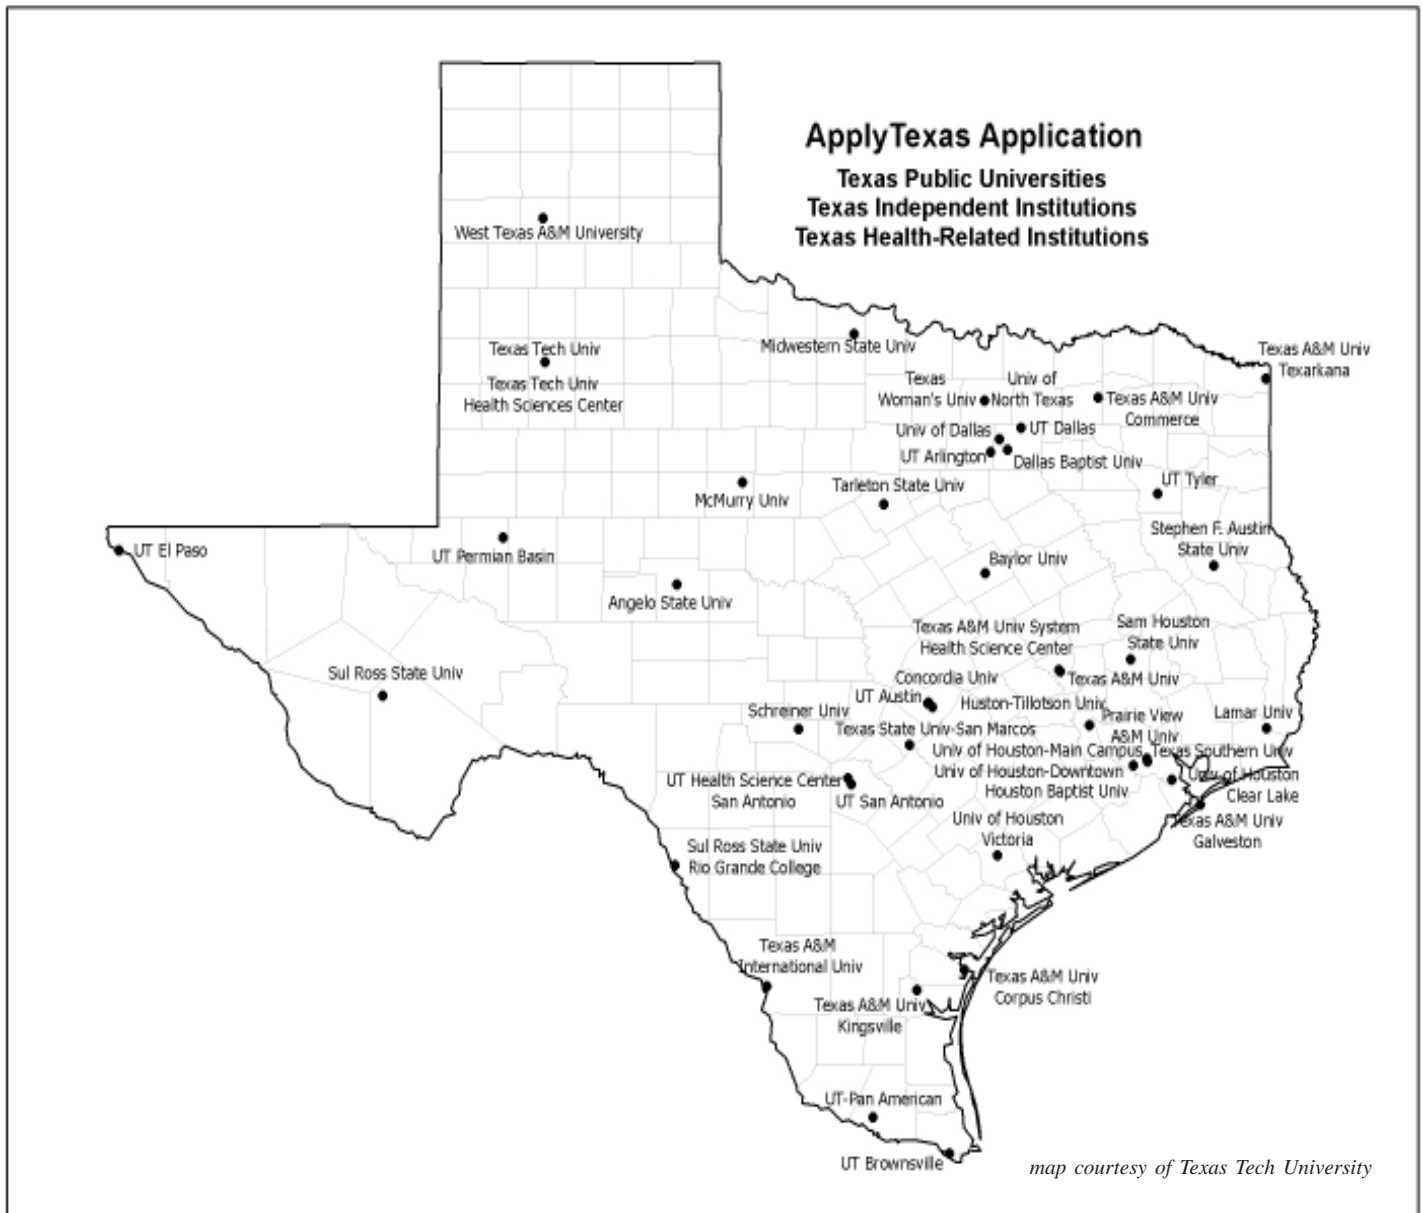 ApplyTexas Application
Texas Public Universities
Texas Independent Institutions
Texas Health-Related Institutions
West Texas A&M University
Texas Tech Univ
Texas Tech Univ
Health Sciences Center
Midwestern State Univ
Texas A&M Univ
Texarkana
Texas
Woman's Univ
Univ of
North Texas
Texas A&M Univ
Commerce
Univ of Dallas
UT Dallas
UT Arlington
Dallas Baptist Univ
McMurry Univ
Tarleton State Univ
UT Tyler
Stephen F. Austin
State Univ
UT El Paso
UT Permian Basin
Baylor Univ
Angelo State Univ
Texas A&M Univ System
Health Science Center
Sam Houston
State Univ
Sul Ross State Univ
Concordia Univ
Texas A&M Univ
UT Austin
Huston-Tillotson Univ
Schreiner Univ
Prairie View
A&M Univ
Lamar Univ
Texas State Univ-San Marcos
Univ of Houston-Main Campus
Texas Southern Univ
Univ of Houston-Downtown
Houston Baptist Univ
Univ of Houston
Clear Lake
UT Health Science Center
San Antonio
UT San Antonio
Texas A&M Univ
Galveston
Univ of Houston
Victoria
Sul Ross State Univ
Rio Grande College
Texas A&M
International Univ
Texas A&M Univ
Corpus Christi
Texas A&M Univ
Kingsville
UT-Pan American
UT Brownsville
map courtesy of Texas Tech University